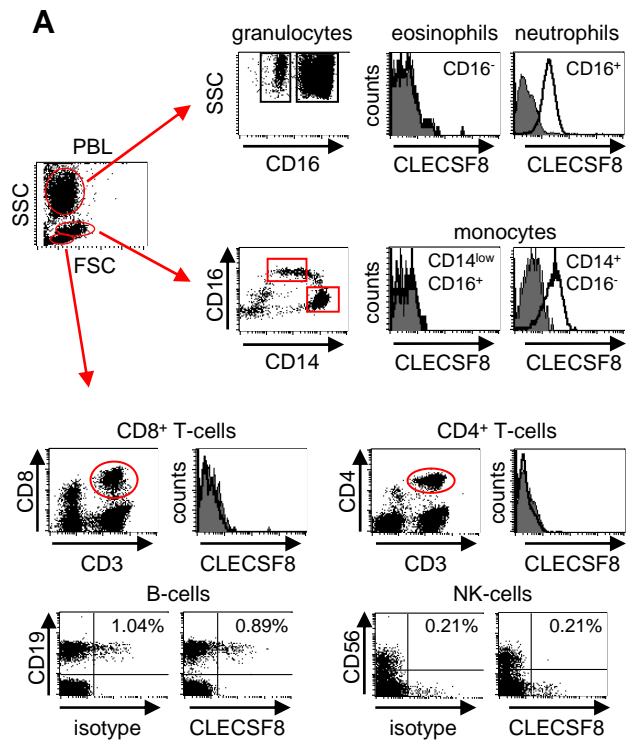 A
granulocytes eosinophils neutrophils
SSC counts CD16⁻ CD16⁺
CD16 CLECSF8 CLECSF8
PBL
SSC
FSC
monocytes
CD16 counts CD14ˡᵒʷ CD16⁺ CD14⁺ CD16⁻
CD14 CLECSF8 CLECSF8
CD8⁺ T-cells CD4⁺ T-cells
CD8 counts CD4 counts
CD3 CLECSF8 CD3 CLECSF8
B-cells NK-cells
CD19 1.04% 0.89% CD56 0.21% 0.21%
isotype CLECSF8 isotype CLECSF8